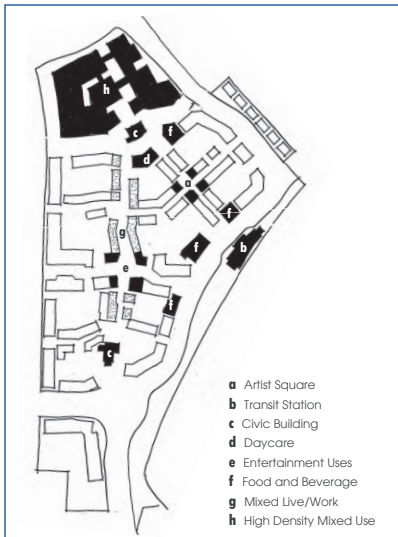 h
c
f
d
a
f
g
f
b
e
f
c
a Artist Square
b Transit Station
c Civic Building
d Daycare
e Entertainment Uses
f Food and Beverage
g Mixed Live/Work
h High Density Mixed Use